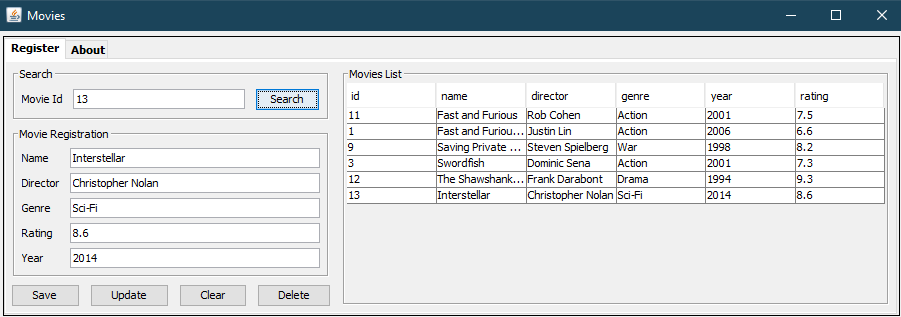 Movies
Register About
Search
Movie Id 13 Search
Movie Registration
Name Interstellar
Director Christopher Nolan
Genre Sci-Fi
Rating 8.6
Year 2014
Save Update Clear Delete
Movies List
id name director genre year rating
11 Fast and Furious Rob Cohen Action 2001 7.5
1 Fast and Furiou... Justin Lin Action 2006 6.6
9 Saving Private ... Steven Spielberg War 1998 8.2
3 Swordfish Dominic Sena Action 2001 7.3
12 The Shawshank... Frank Darabont Drama 1994 9.3
13 Interstellar Christopher Nolan Sci-Fi 2014 8.6